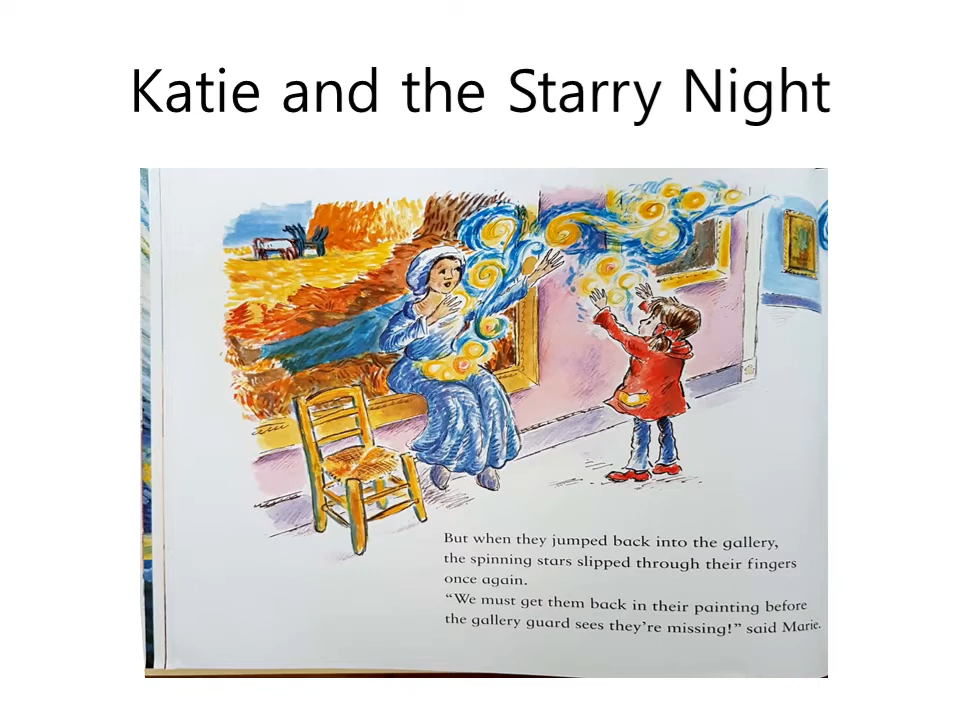 Katie and the Starry Night
But when they jumped back into the gallery,
the spinning stars slipped through their fingers
once again.
“We must get them back in their painting before
the gallery guard sees they’re missing!” said Marie.